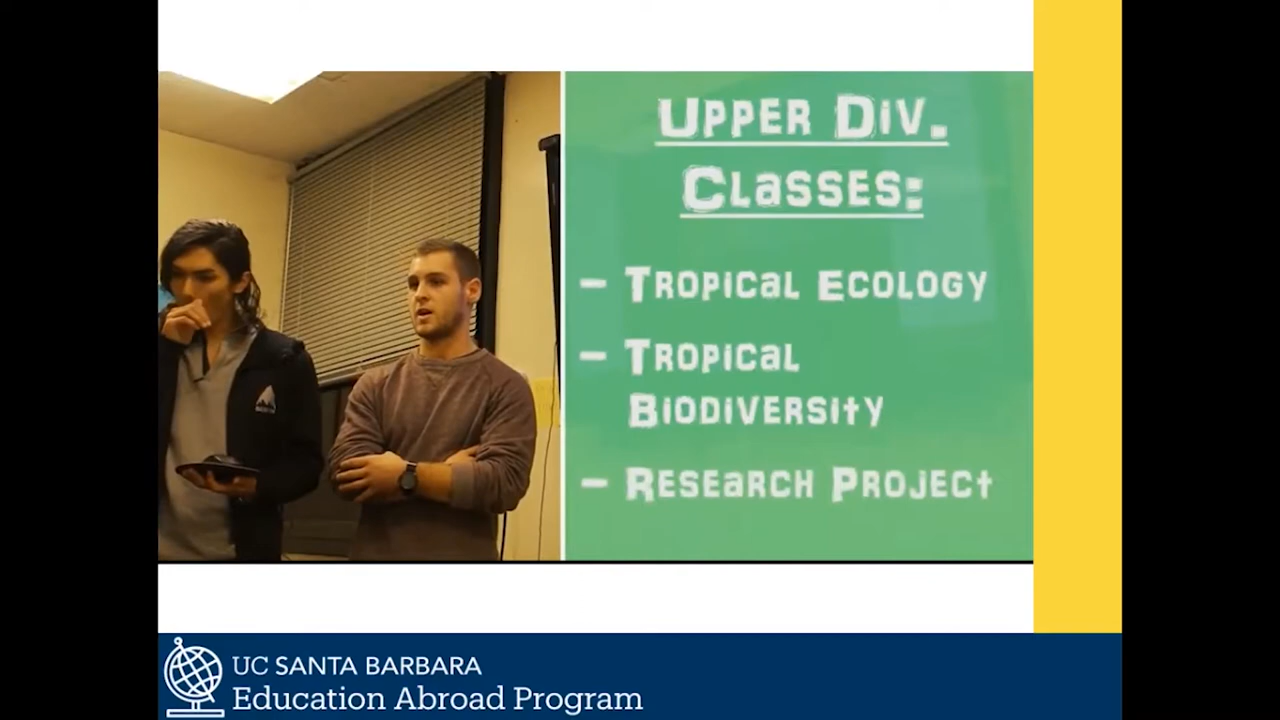 Upper Div.
Classes:
- Tropical Ecology
- Tropical
Biodiversity
- Research Project
UC SANTA BARBARA
Education Abroad Program